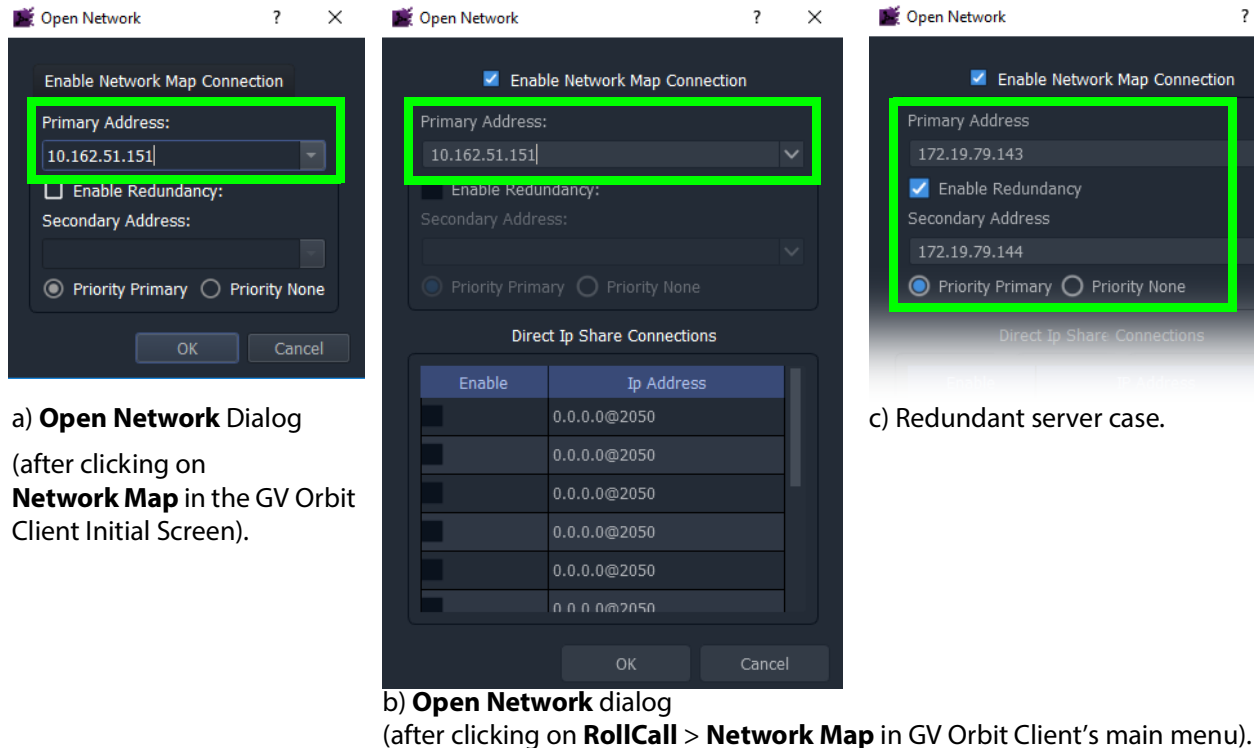 Open Network ? ×
Enable Network Map Connection
Primary Address:
10.162.51.151
Enable Redundancy:
Secondary Address:
Priority Primary Priority None
OK Cancel
a) Open Network Dialog
(after clicking on
Network Map in the GV Orbit
Client Initial Screen).
Open Network ? ×
Enable Network Map Connection
Primary Address:
10.162.51.151
Enable Redundancy:
Secondary Address:
Priority Primary Priority None
Direct Ip Share Connections
Enable Ip Address
0.0.0.0@2050
0.0.0.0@2050
0.0.0.0@2050
0.0.0.0@2050
0.0.0.0@2050
0.0.0.0@2050
OK Cancel
b) Open Network dialog
(after clicking on RollCall > Network Map in GV Orbit Client’s main menu)
Open Network ?
Enable Network Map Connection
Primary Address
172.19.79.143
Enable Redundancy
Secondary Address
172.19.79.144
Priority Primary Priority None
Direct Ip Share Connections
c) Redundant server case.